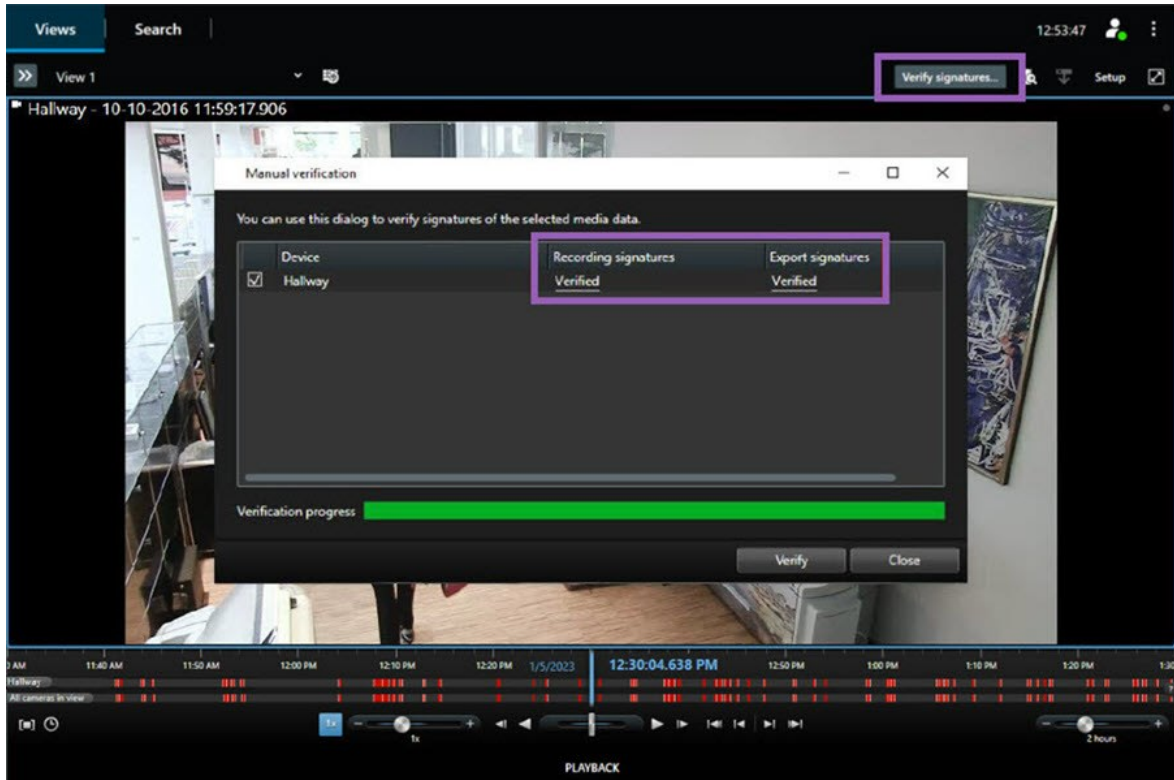 Views Search 12:53:47
View 1 Verify signatures... Setup
Hallway - 10-10-2016 11:59:17.906
Manual verification
You can use this dialog to verify signatures of the selected media data.
Device Recording signatures Export signatures
Hallway Verified Verified
Verification progress
Verify Close
AM 11:40 AM 11:50 AM 12:00 PM 12:10 PM 12:20 PM 1/5/2023 12:30:04.638 PM 12:50 PM 1:00 PM 1:10 PM 1:20 PM
Hallway
All cameras in view
1x 1x 2 hours
PLAYBACK